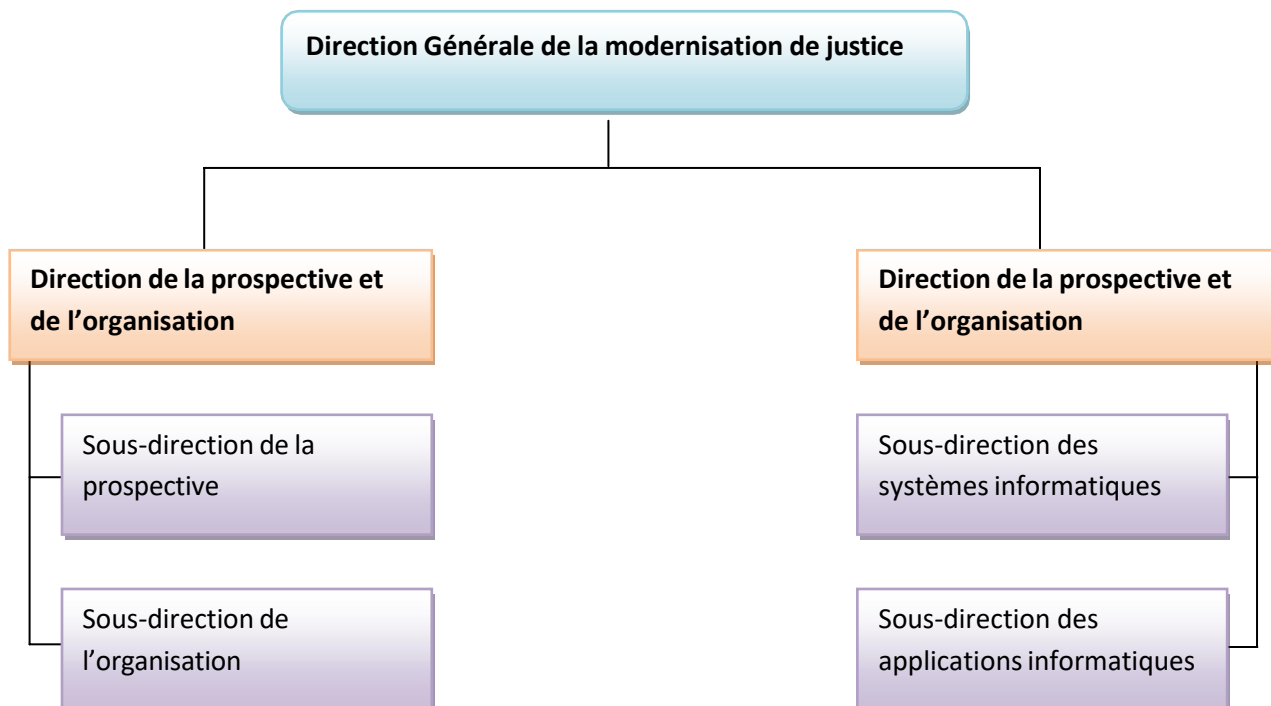 Direction Générale de la modernisation de justice
Direction de la prospective et
de l’organisation
Direction de la prospective et
de l’organisation
Sous-direction de la
prospective
Sous-direction des
systèmes informatiques
Sous-direction de
l’organisation
Sous-direction des
applications informatiques